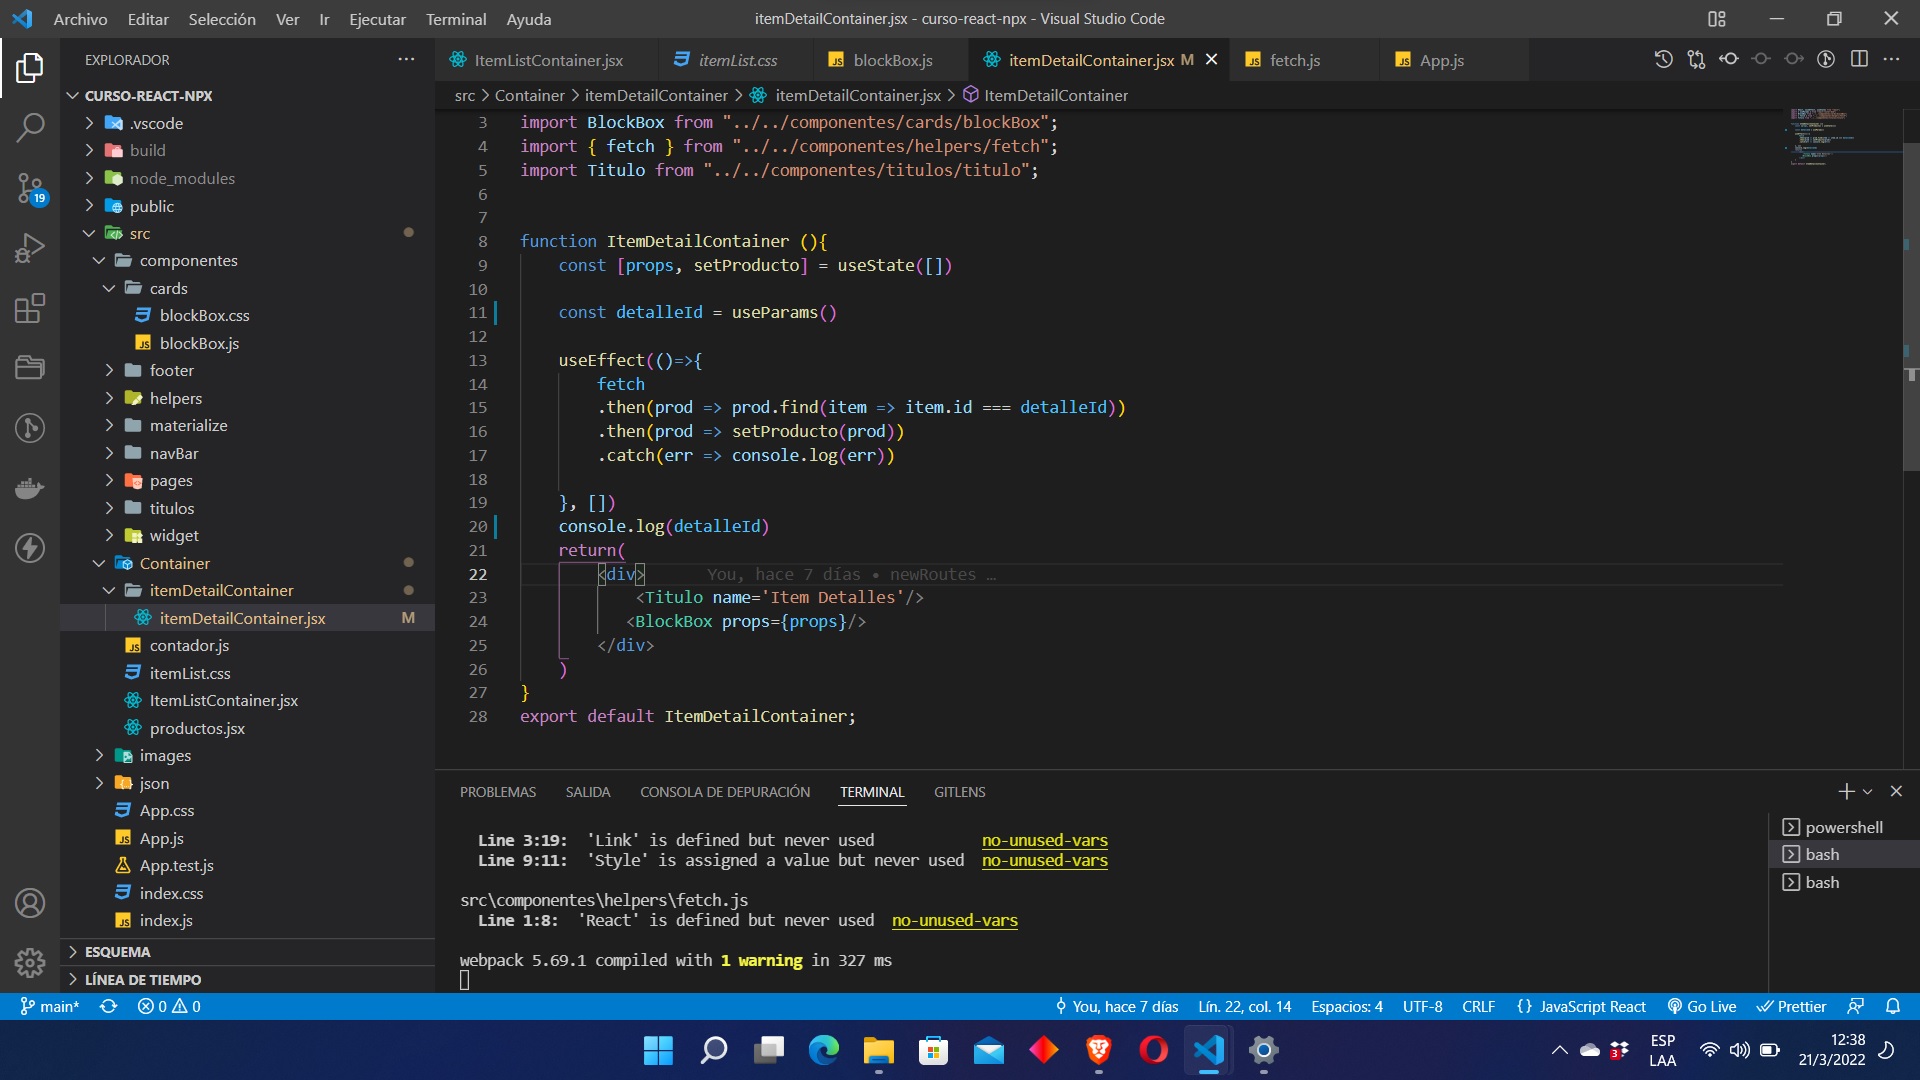 Archivo Editar Selección Ver Ir Ejecutar Terminal Ayuda
itemDetailContainer.jsx - curso-react-npx - Visual Studio Code
EXPLORADOR
ItemListContainer.jsx
itemList.css
blockBox.js
itemDetailContainer.jsx M
fetch.js
App.js
src > Container > itemDetailContainer > itemDetailContainer.jsx > ItemDetailContainer
CURSO-REACT-NPX
.vscode
build
node_modules
public
src
componentes
cards
blockBox.css
blockBox.js
footer
helpers
materialize
navBar
pages
titulos
widget
Container
itemDetailContainer
itemDetailContainer.jsx M
contador.js
itemList.css
ItemListContainer.jsx
productos.jsx
images
json
App.css
App.js
App.test.js
index.css
index.js
ESQUEMA
LÍNEA DE TIEMPO
19
3 import BlockBox from "../../componentes/cards/blockBox";
4 import { fetch } from "../../componentes/helpers/fetch";
5 import Titulo from "../../componentes/titulos/titulo";
6
7
8 function ItemDetailContainer (){
9 const [props, setProducto] = useState([])
10
11 const detalleId = useParams()
12
13 useEffect(()=>{
14 fetch
15 .then(prod => prod.find(item => item.id === detalleId))
16 .then(prod => setProducto(prod))
17 .catch(err => console.log(err))
18
19 }, [])
20 console.log(detalleId)
21 return(
22 <div> You, hace 7 días • newRoutes …
23 <Titulo name='Item Detalles'/>
24 <BlockBox props={props}/>
25 </div>
26 )
27 }
28 export default ItemDetailContainer;
PROBLEMAS SALIDA CONSOLA DE DEPURACIÓN TERMINAL GITLENS
Line 3:19: 'Link' is defined but never used no-unused-vars
Line 9:11: 'Style' is assigned a value but never used no-unused-vars
src\componentes\helpers\fetch.js
Line 1:8: 'React' is defined but never used no-unused-vars
webpack 5.69.1 compiled with 1 warning in 327 ms
powershell
bash
bash
main* 0 0 You, hace 7 días Lín. 22, col. 14 Espacios: 4 UTF-8 CRLF {} JavaScript React Go Live Prettier
3
ESP
LAA
12:38
21/3/2022